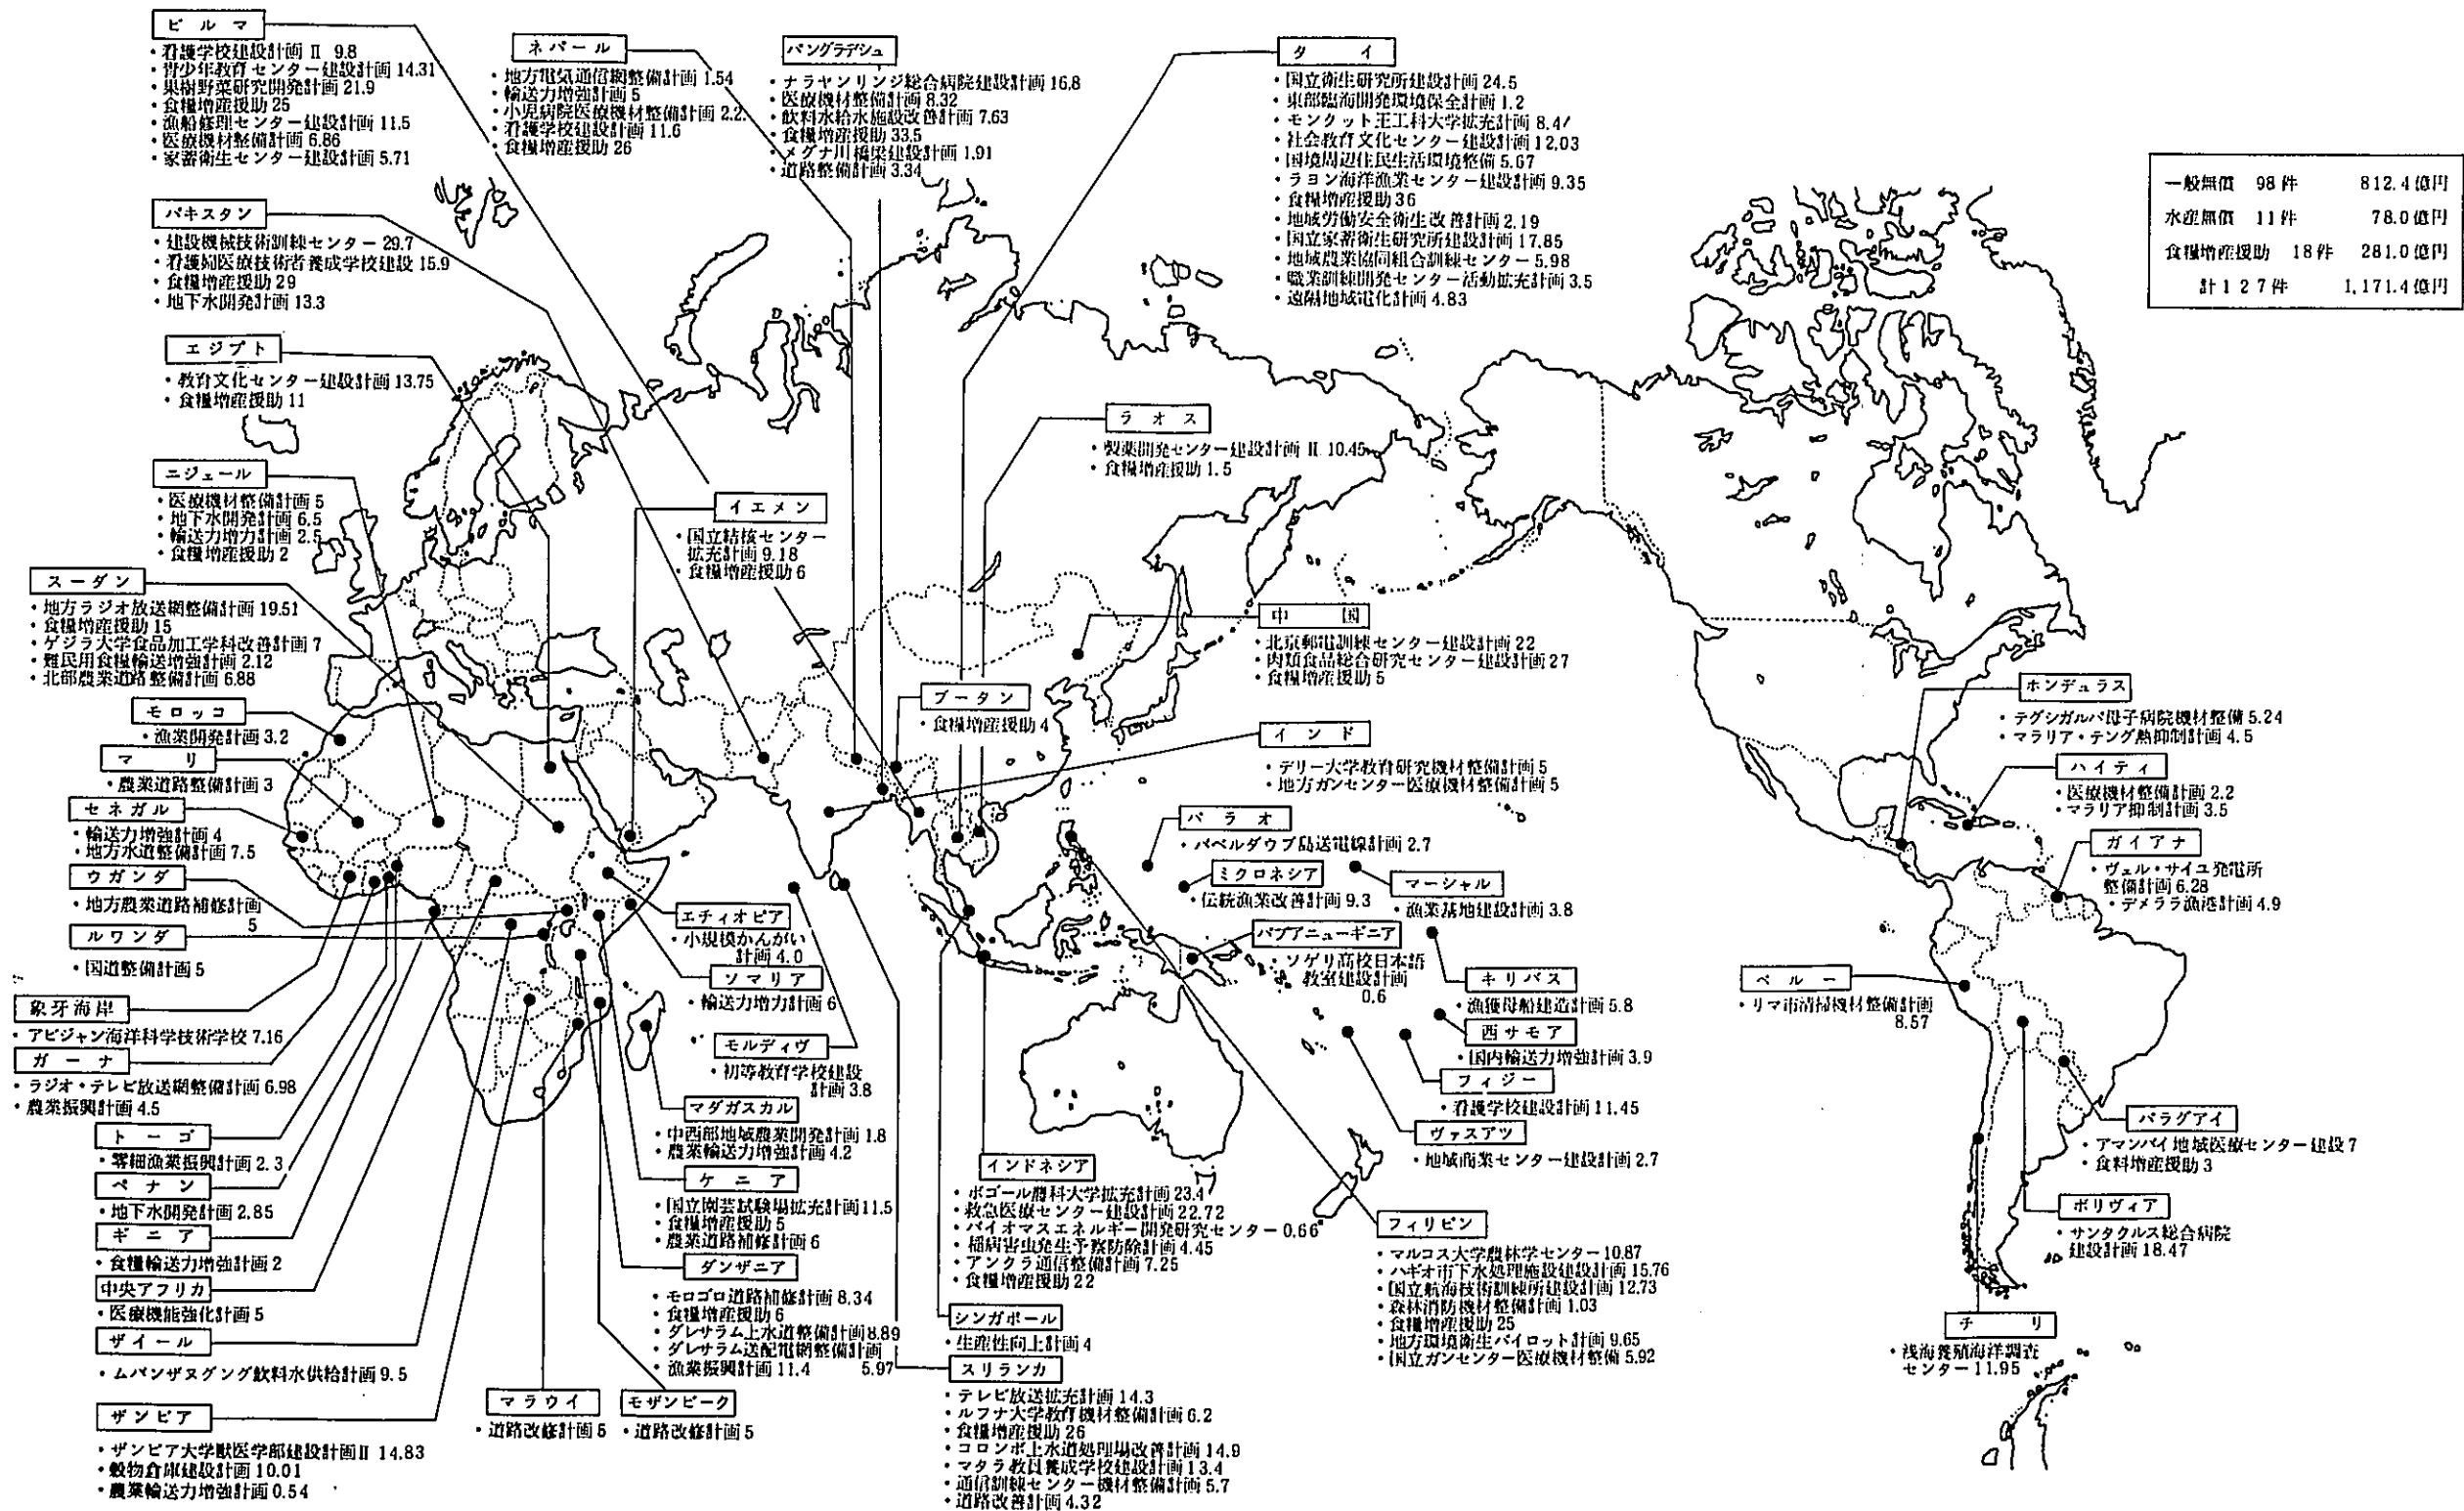 ビルマ
・看護学校建設計画 II 9.8
・青少年教育センター建設計画 14.31
・果樹野菜研究開発計画 21.9
・食糧増産援助 25
・漁船修理センター建設計画 11.5
・医療機材整備計画 6.86
・家畜衛生センター建設計画 5.71
ネパール
・地方電気通信網整備計画 1.54
・輸送力増強計画 5
・小児病院医療機材整備計画 2.2
・看護学校建設計画 11.6
・食糧増産援助 26
バングラデシュ
・ナラヤンリンジ総合病院建設計画 16.8
・医療機材整備計画 8.32
・飲料水給水施設改善計画 7.63
・食糧増産援助 33.5
・メグナ川橋梁建設計画 1.91
・道路整備計画 3.34
タイ
・国立衛生研究所建設計画 24.5
・東部臨海開発環境保全計画 1.2
・モンクット王工科大学拡充計画 8.4
・社会教育文化センター建設計画 12.03
・国境周辺住民生活環境整備 5.67
・ラヨン海洋漁業センター建設計画 9.35
・食糧増産援助 36
・地域労働安全衛生改善計画 2.19
・国立家畜衛生研究所建設計画 17.85
・地域農業協同組合訓練センター 5.98
・職業訓練開発センター活動拡充計画 3.5
・遠隔地域電化計画 4.83
一般無償 98件 812.4億円
水産無償 11件 78.0億円
食糧増産援助 18件 281.0億円
計127件 1,171.4億円
パキスタン
・建設機械技術訓練センター 29.7
・看護婦医療技術者養成学校建設 15.9
・食糧増産援助 29
・地下水開発計画 13.3
エジプト
・教育文化センター建設計画 13.75
・食糧増産援助 11
ラオス
・製薬開発センター建設計画 II 10.45
・食糧増産援助 1.5
ニジェール
・医療機材整備計画 5
・地下水開発計画 6.5
・輸送力増力計画 2.5
・食糧増産援助 2
イエメン
・国立結核センター
拡充計画 9.18
・食糧増産援助 6
スーダン
・地方ラジオ放送網整備計画 19.51
・食糧増産援助 15
・ゲジラ大学食品加工学科改善計画 7
・難民用食糧輸送増強計画 2.12
・北部農業道路整備計画 6.88
中国
・北京郵電訓練センター建設計画 22
・肉類食品総合研究センター建設計画 27
・食糧増産援助 5
ブータン
・食糧増産援助 4
インド
・デリー大学教育研究機材整備計画 5
・地方ガンセンター医療機材整備計画 5
ホンデュラス
・テグシガルパ母子病院機材整備 5.24
・マラリア・テング熱抑制計画 4.5
ハイティ
・医療機材整備計画 2.2
・マラリア抑制計画 3.5
ガイアナ
・ヴェル・サイユ発電所
整備計画 6.28
・デメララ漁港計画 4.9
モロッコ
・漁業開発計画 3.2
マリ
・農業道路整備計画 3
セネガル
・輸送力増強計画 4
・地方水道整備計画 7.5
ウガンダ
・地方農業道路補修計画
5
ルワンダ
・国道整備計画 5
象牙海岸
・アビジャン海洋科学技術学校 7.16
ガーナ
・ラジオ・テレビ放送網整備計画 6.98
・農業振興計画 4.5
トーゴ
・零細漁業振興計画 2.3
ベナン
・地下水開発計画 2.85
ギニア
・食糧輸送力増強計画 2
中央アフリカ
・医療機能強化計画 5
ザイール
・ムバンザヌグング飲料水供給計画 9.5
ザンビア
・ザンビア大学獣医学部建設計画II 14.83
・穀物倉庫建設計画 10.01
・農業輸送力増強計画 0.54
エティオピア
・小規模かんがい
計画 4.0
ソマリア
・輸送力増力計画 6
モルディヴ
・初等教育学校建設
計画 3.8
マダガスカル
・中西部地域農業開発計画 1.8
・農業輸送力増強計画 4.2
ケニア
・国立園芸試験場拡充計画 11.5
・食糧増産援助 5
・農業道路補修計画 6
ダンザニア
・モロゴロ道路補修計画 8.34
・食糧増産援助 6
・ダレサラム上水道整備計画 8.89
・ダレサラム送配電網整備計画
5.97
・漁業振興計画 11.4
マラウイ
・道路改修計画 5
モザンビーク
・道路改修計画 5
パラオ
・バベルダウブ島送電線計画 2.7
ミクロネシア
・伝統漁業改善計画 9.3
マーシャル
・漁業基地建設計画 3.8
パプアニューギニア
・ソゲリ高校日本語
教室建設計画
0.6
キリバス
・漁獲母船建造計画 5.8
西サモア
・国内輸送力増強計画 3.9
フィジー
・看護学校建設計画 11.45
ヴァスアツ
・地域商業センター建設計画 2.7
インドネシア
・ボゴール農科大学拡充計画 23.4
・救急医療センター建設計画 22.72
・バイオマスエネルギー開発研究センター 0.66
・稲病害虫発生予察防除計画 4.45
・アンクラ通信整備計画 7.25
・食糧増産援助 22
シンガポール
・生産性向上計画 4
スリランカ
・テレビ放送拡充計画 14.3
・ルフナ大学教育機材整備計画 6.2
・食糧増産援助 26
・コロンボ上水道処理場改善計画 14.9
・マタラ教員養成学校建設計画 13.4
・通信訓練センター機材整備計画 5.7
・道路改善計画 4.32
フィリピン
・マルコス大学農林学センター 10.87
・バギオ市下水処理施設建設計画 15.76
・国立航海技術訓練所建設計画 12.73
・森林消防機材整備計画 1.03
・食糧増産援助 25
・地方環境衛生パイロット計画 9.65
・国立ガンセンター医療機材整備 5.92
ペルー
・リマ市清掃機材整備計画
8.57
パラグアイ
・アマンバイ地域医療センター建設 7
・食料増産援助 3
ボリヴィア
・サンタクルス総合病院
建設計画 18.47
チリ
・浅海養殖海洋調査
センター 11.95